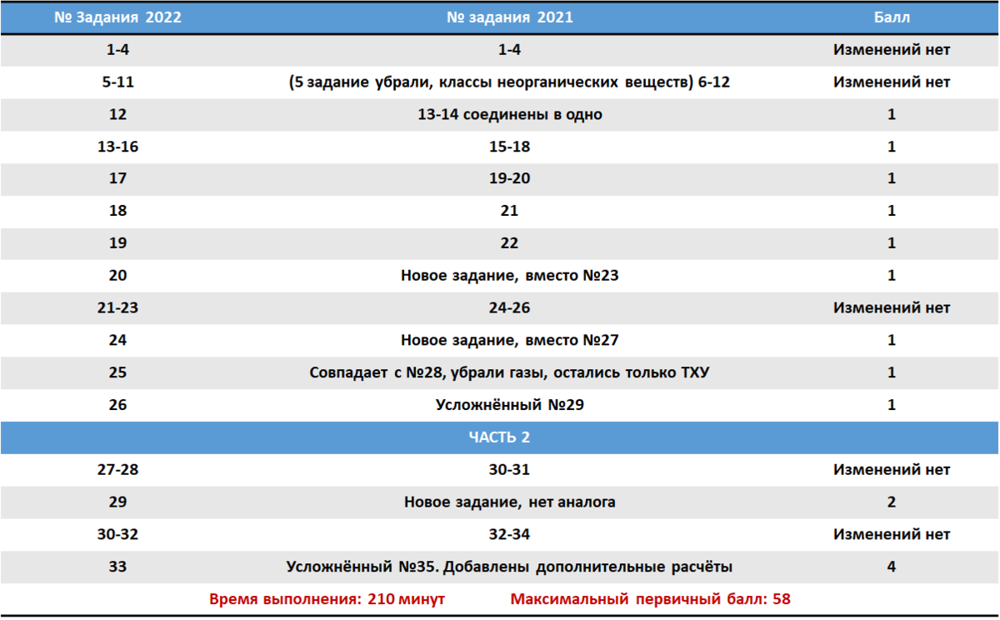 № Задания 2022 № задания 2021 Балл
1-4 1-4 Изменений нет
5-11 (5 задание убрали, классы неорганических веществ) 6-12 Изменений нет
12 13-14 соединены в одно 1
13-16 15-18 1
17 19-20 1
18 21 1
19 22 1
20 Новое задание, вместо №23 1
21-23 24-26 Изменений нет
24 Новое задание, вместо №27 1
25 Совпадает с №28, убрали газы, остались только ТХУ 1
26 Усложнённый №29 1
ЧАСТЬ 2
27-28 30-31 Изменений нет
29 Новое задание, нет аналога 2
30-32 32-34 Изменений нет
33 Усложнённый №35. Добавлены дополнительные расчёты 4
Время выполнения: 210 минут Максимальный первичный балл: 58